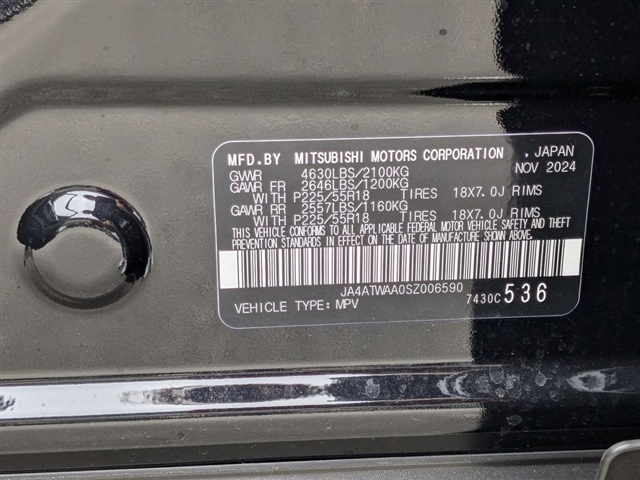 MFD.BY MITSUBISHI MOTORS CORPORATION , JAPAN
NOV 2024
GVWR 4630LBS/2100KG
GAWR FR 2646LBS/1200KG
WITH P225/55R18 TIRES 18X7.0J RIMS
GAWR RR 2557LBS/1160KG
WITH P225/55R18 TIRES 18X7.0J RIMS
THIS VEHICLE CONFORMS TO ALL APPLICABLE FEDERAL MOTOR VEHICLE SAFETY AND THEFT
PREVENTION STANDARDS IN EFFECT ON THE DATE OF MANUFACTURE SHOWN ABOVE.
JA4ATWAA0SZ006590
VEHICLE TYPE: MPV 7430C 536